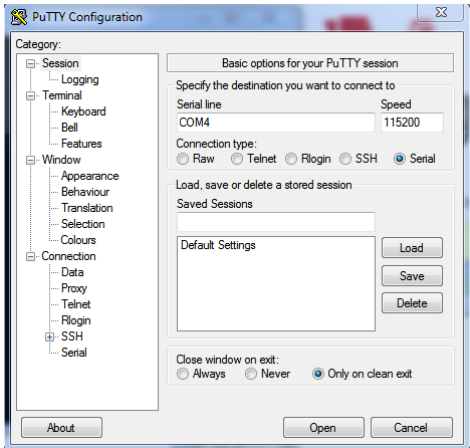 PuTTY Configuration
Category:
Session
Logging
Terminal
Keyboard
Bell
Features
Window
Appearance
Behaviour
Translation
Selection
Colours
Connection
Data
Proxy
Telnet
Rlogin
SSH
Serial
Basic options for your PuTTY session
Specify the destination you want to connect to
Serial line Speed
COM4 115200
Connection type:
Raw Telnet Rlogin SSH Serial
Load, save or delete a stored session
Saved Sessions
Default Settings
Load
Save
Delete
Close window on exit:
Always Never Only on clean exit
About Open Cancel